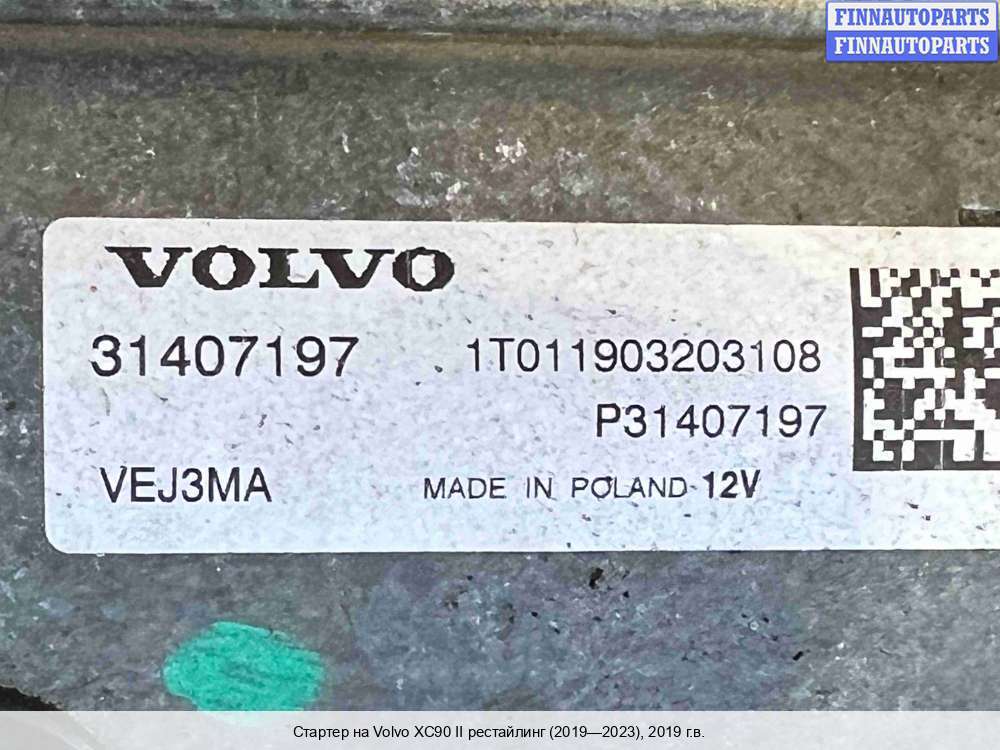 FINNAUTOPARTS
FINNAUTOPARTS
VOLVO
31407197 1T011903203108
P31407197
VEJ3MA MADE IN POLAND 12V
Стартер на Volvo XC90 II рестайлинг (2019—2023), 2019 г.в.